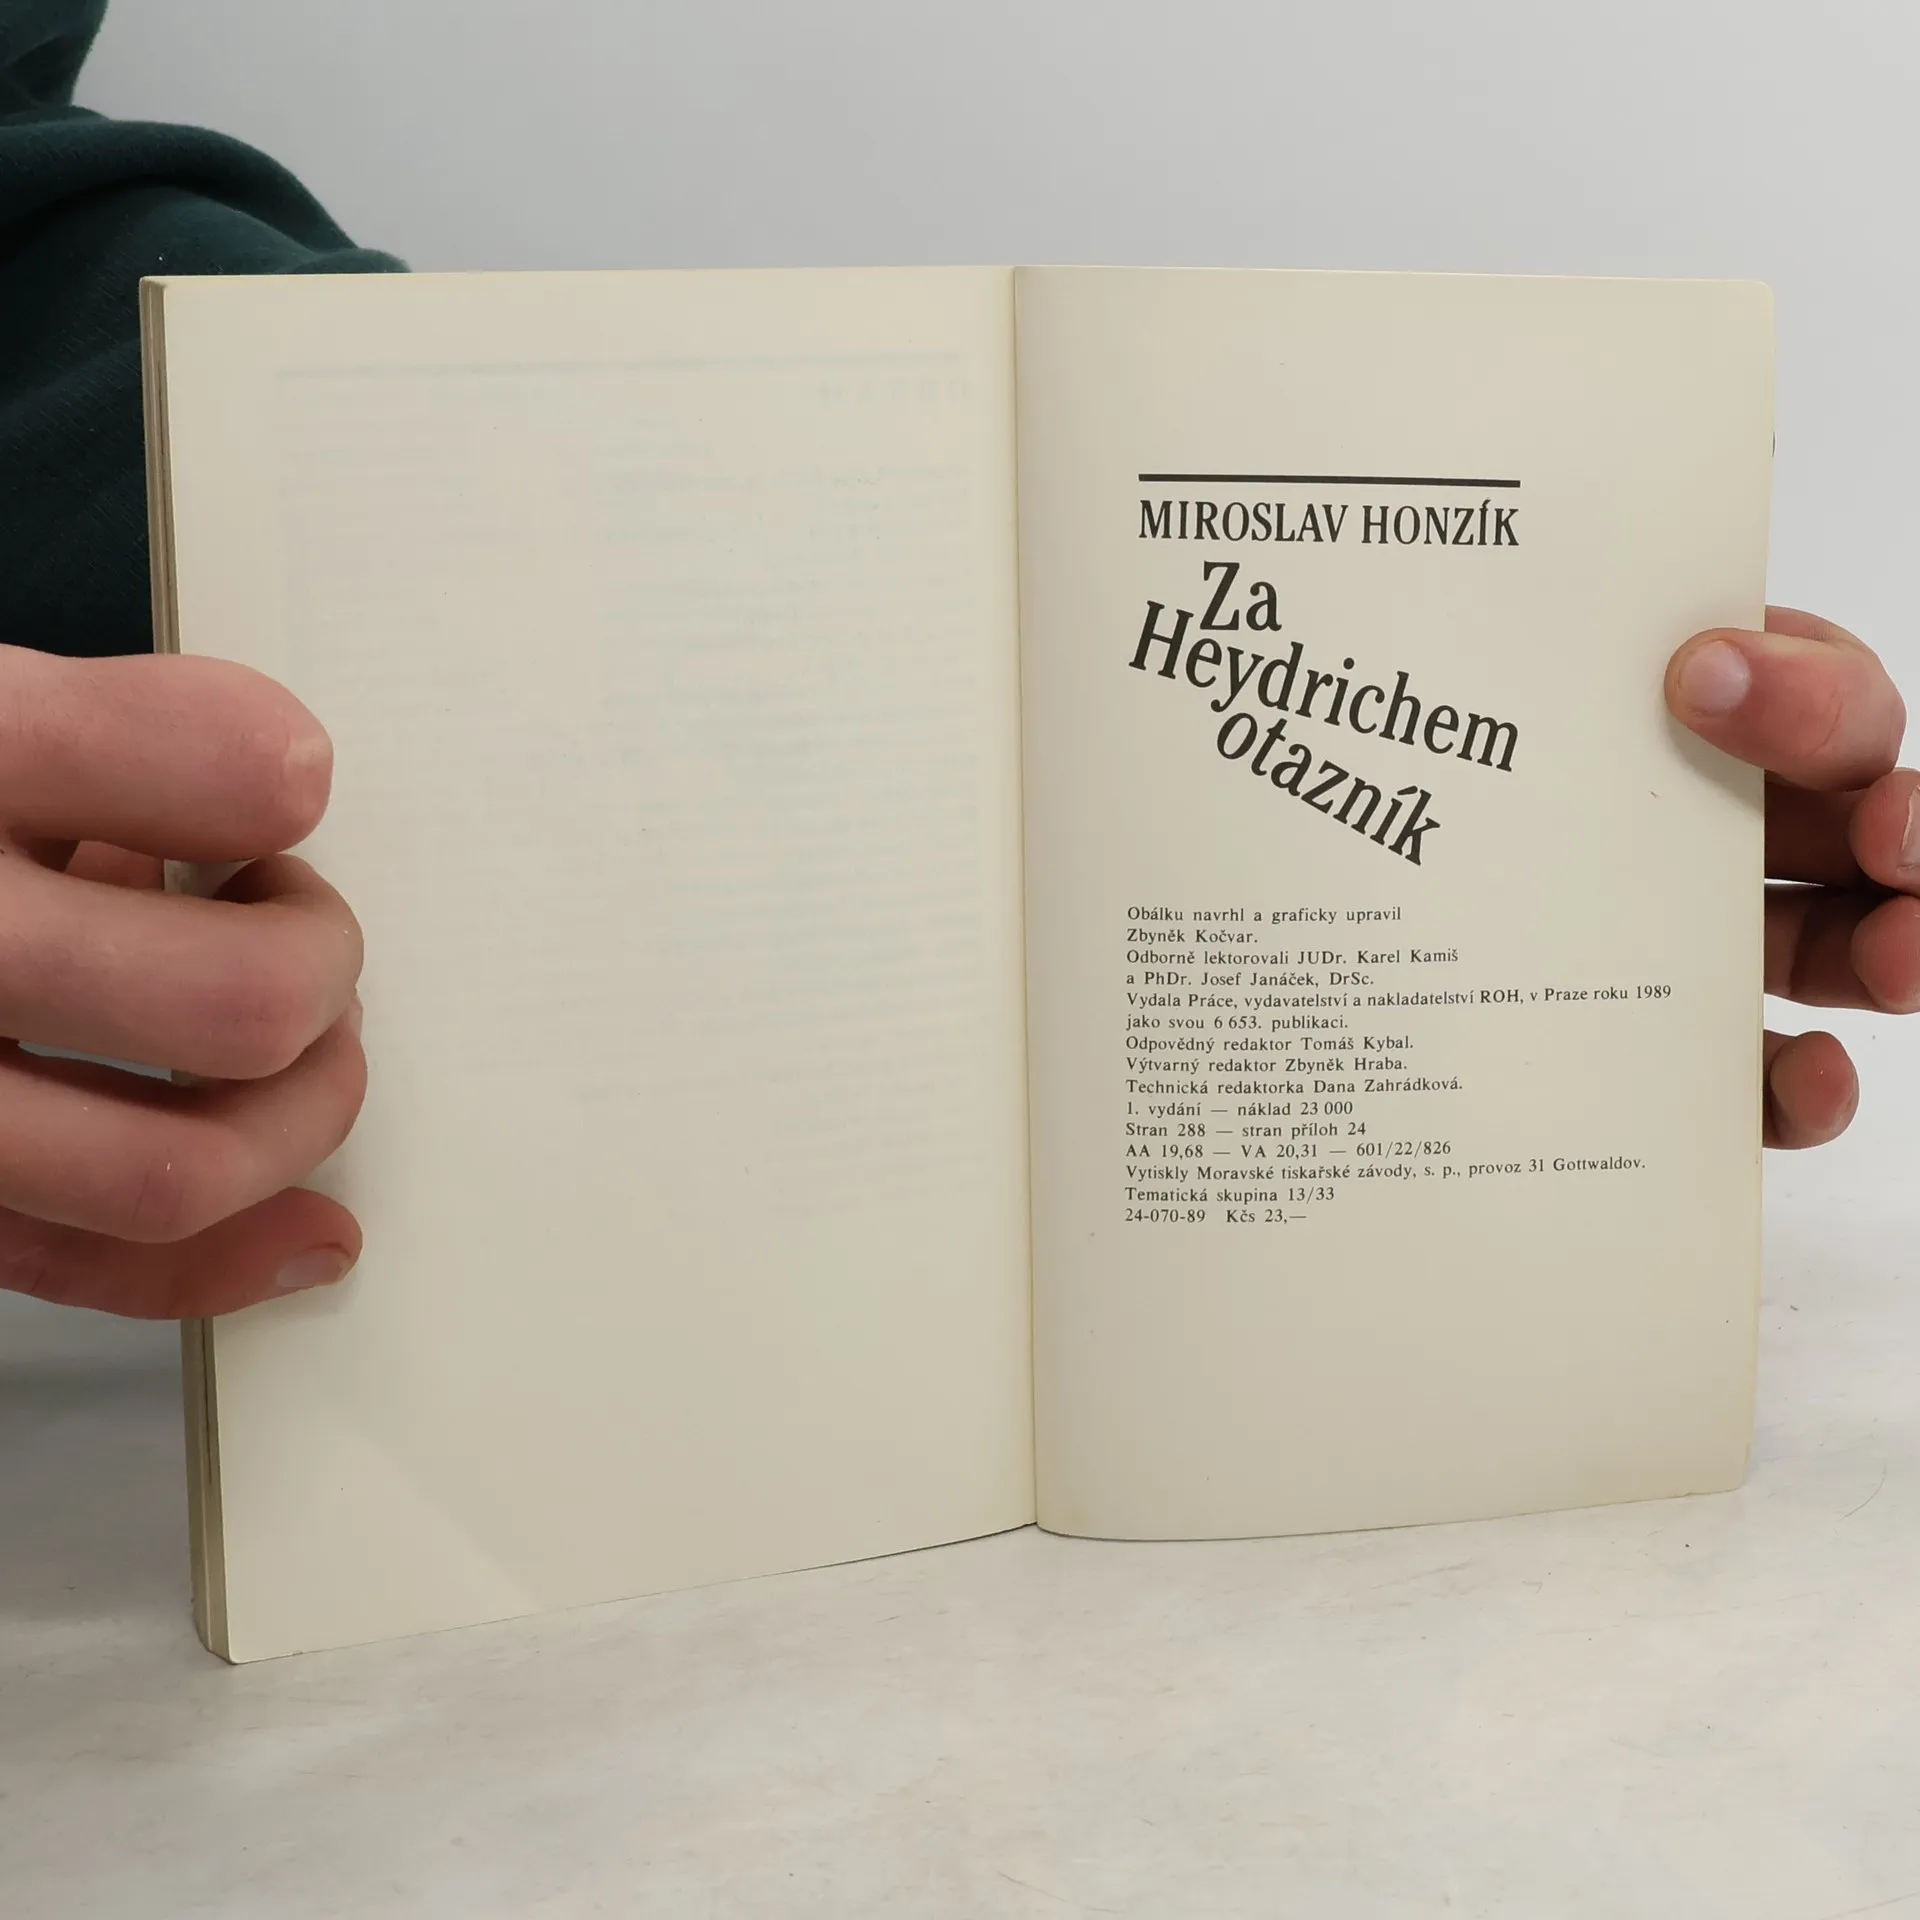 MIROSLAV HONZÍK
Za
Heydrichem
otazník
Obálku navrhl a graficky upravil
Zbyněk Kočvar.
Odborně lektorovali JUDr. Karel Kamiš
a PhDr. Josef Janáček, DrSc.
Vydala Práce, vydavatelství a nakladatelství ROH, v Praze roku 1989
jako svou 6 653. publikaci.
Odpovědný redaktor Tomáš Kybal.
Výtvarný redaktor Zbyněk Hraba.
Technická redaktorka Dana Zahrádková.
1. vydání — náklad 23 000
Stran 288 — stran příloh 24
AA 19,68 — VA 20,31 — 601/22/826
Vytiskly Moravské tiskařské závody, s. p., provoz 31 Gottwaldov.
Tematická skupina 13/33
24-070-89 Kčs 23,—